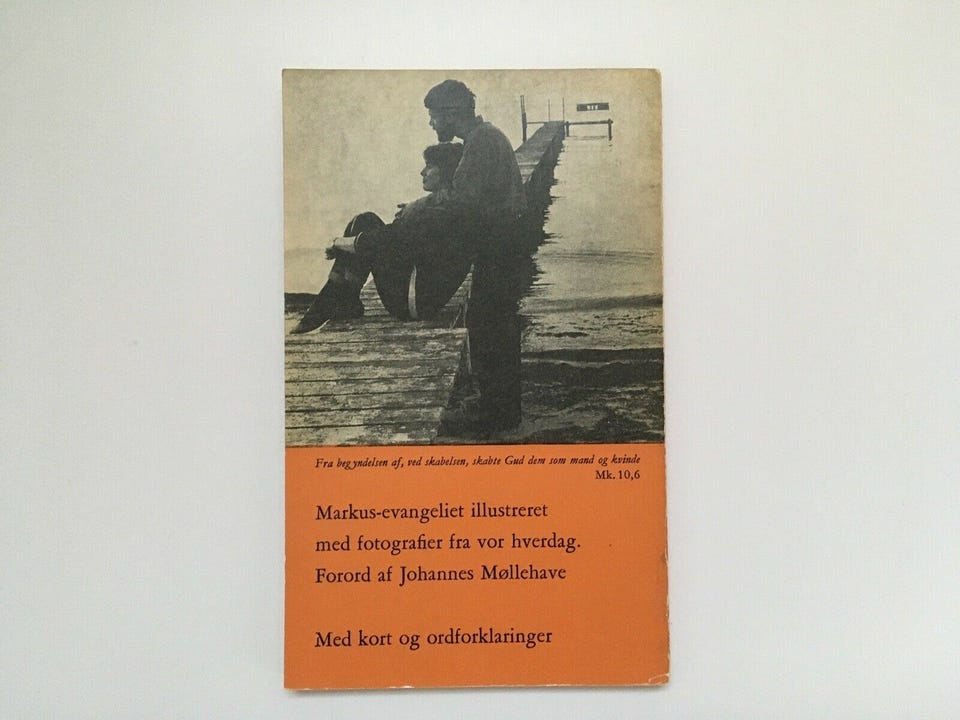 Fra begyndelsen af, ved skabelsen, skabte Gud dem som mand og kvinde
Mk. 10,6
Markus-evangeliet illustreret
med fotografier fra vor hverdag.
Forord af Johannes Møllehave
Med kort og ordforklaringer